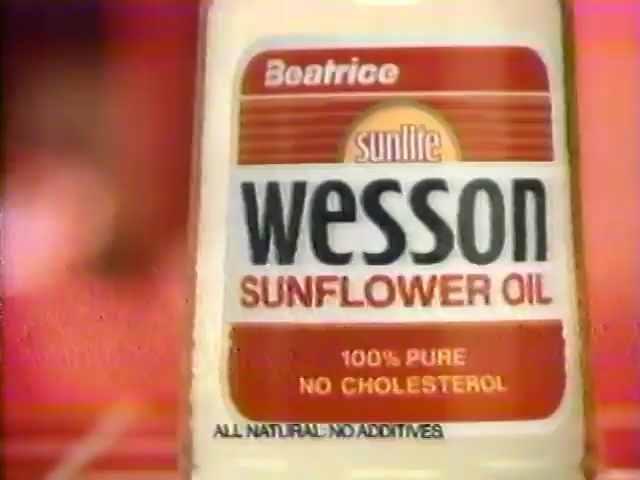 Beatrice
sunlite
wesson
SUNFLOWER OIL
100% PURE
NO CHOLESTEROL
ALL NATURAL: NO ADDITIVES